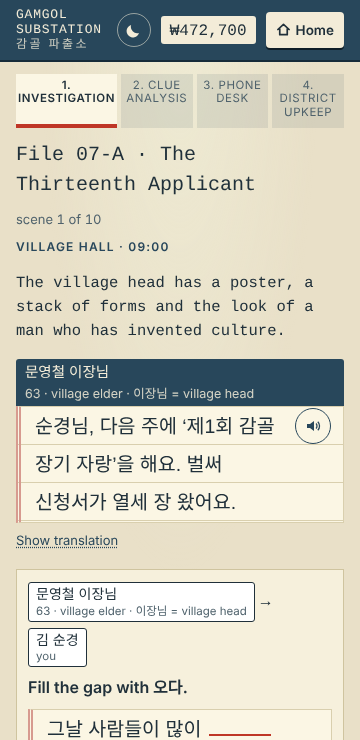 GAMGOL
SUBSTATION
감골 파출소
₩472,700
Home
1.
INVESTIGATION
2. CLUE
ANALYSIS
3. PHONE
DESK
4.
DISTRICT
UPKEEP
File 07-A · The
Thirteenth Applicant
scene 1 of 10
VILLAGE HALL · 09:00
The village head has a poster, a
stack of forms and the look of a
man who has invented culture.
문영철 이장님
63 · village elder · 이장님 = village head
순경님, 다음 주에 ‘제1회 감골
장기 자랑’을 해요. 벌써
신청서가 열세 장 왔어요.
Show translation
문영철 이장님
63 · village elder · 이장님 = village head
→
김 순경
you
Fill the gap with 오다.
그날 사람들이 많이